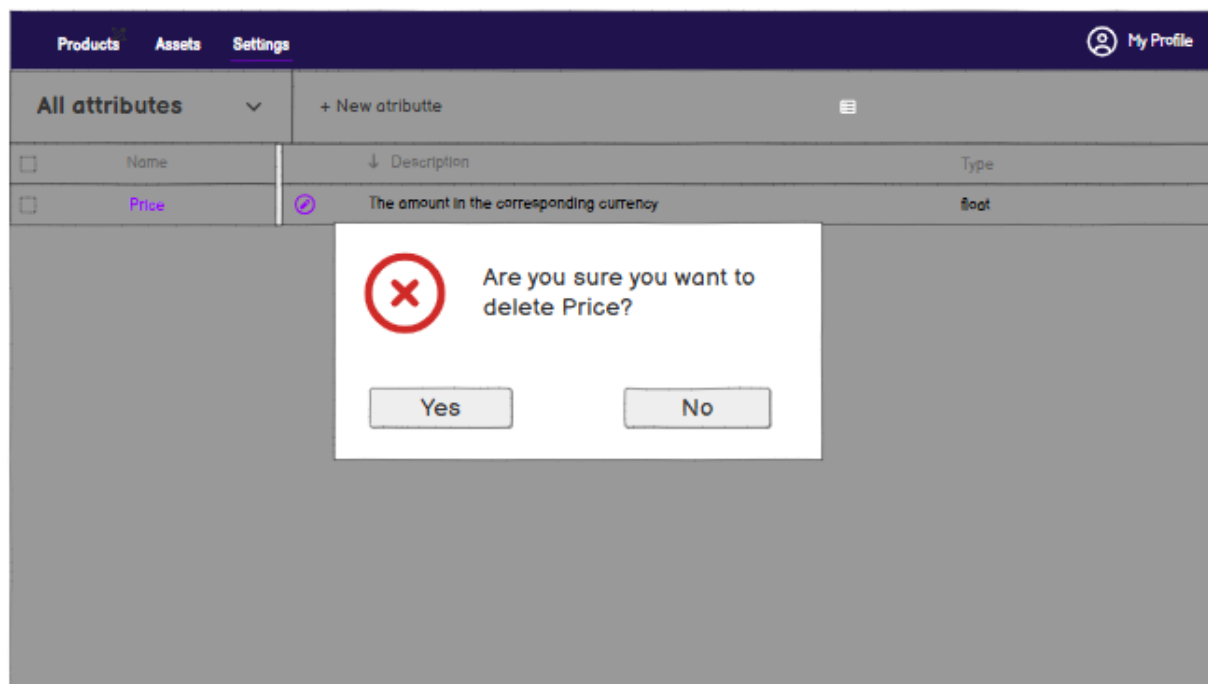 Products Assets Settings My Profile
All attributes + New atributte
Name Description Type
Price The amount in the corresponding currency float
Are you sure you want to
delete Price?
Yes No